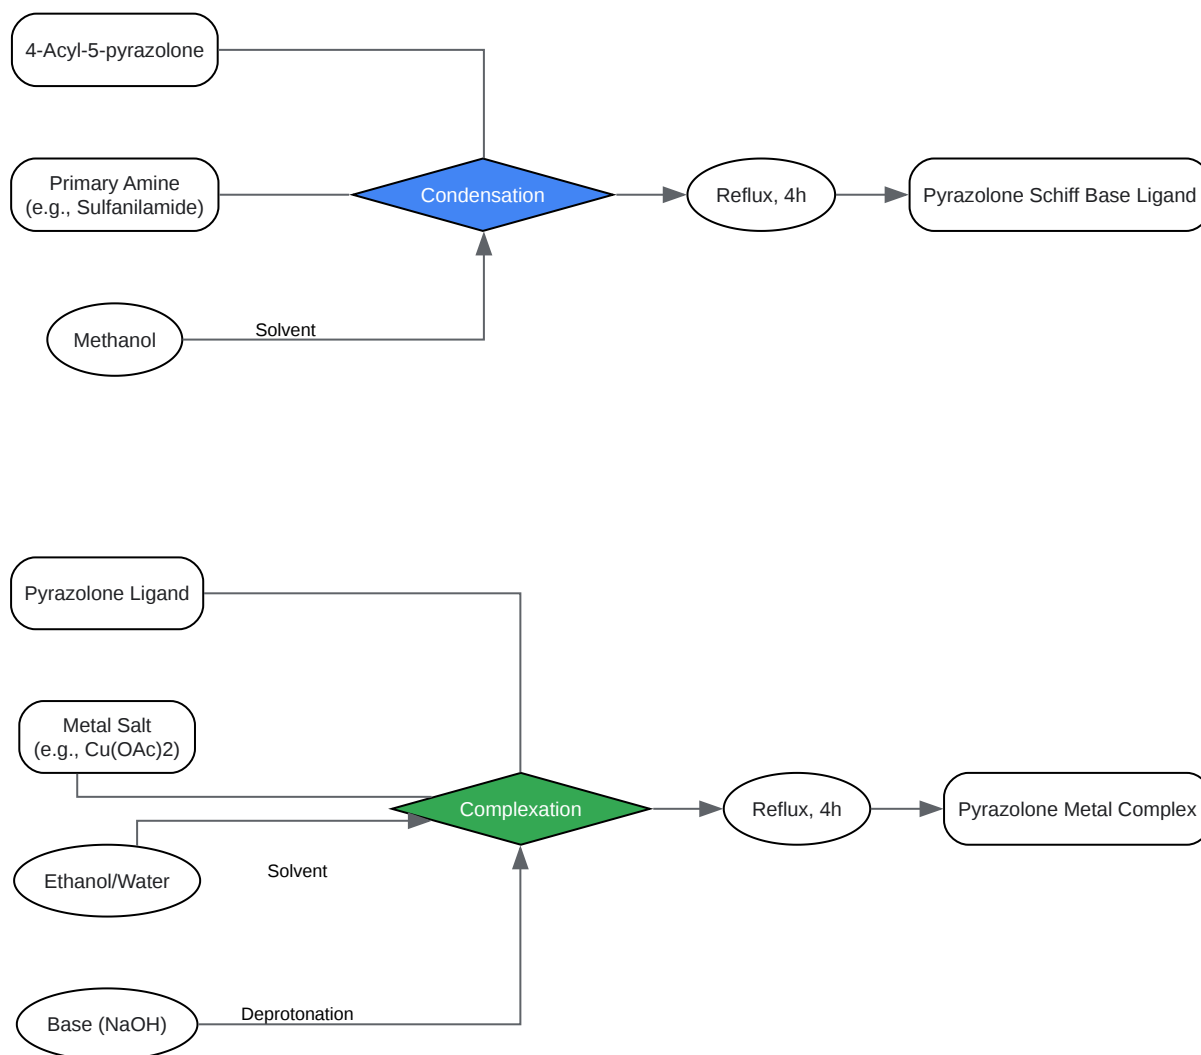 4-Acyl-5-pyrazolone
Primary Amine
(e.g., Sulfanilamide)
Condensation
Reflux, 4h
Pyrazolone Schiff Base Ligand
Methanol
Solvent
Pyrazolone Ligand
Metal Salt
(e.g., Cu(OAc)2)
Complexation
Reflux, 4h
Pyrazolone Metal Complex
Ethanol/Water
Solvent
Base (NaOH)
Deprotonation